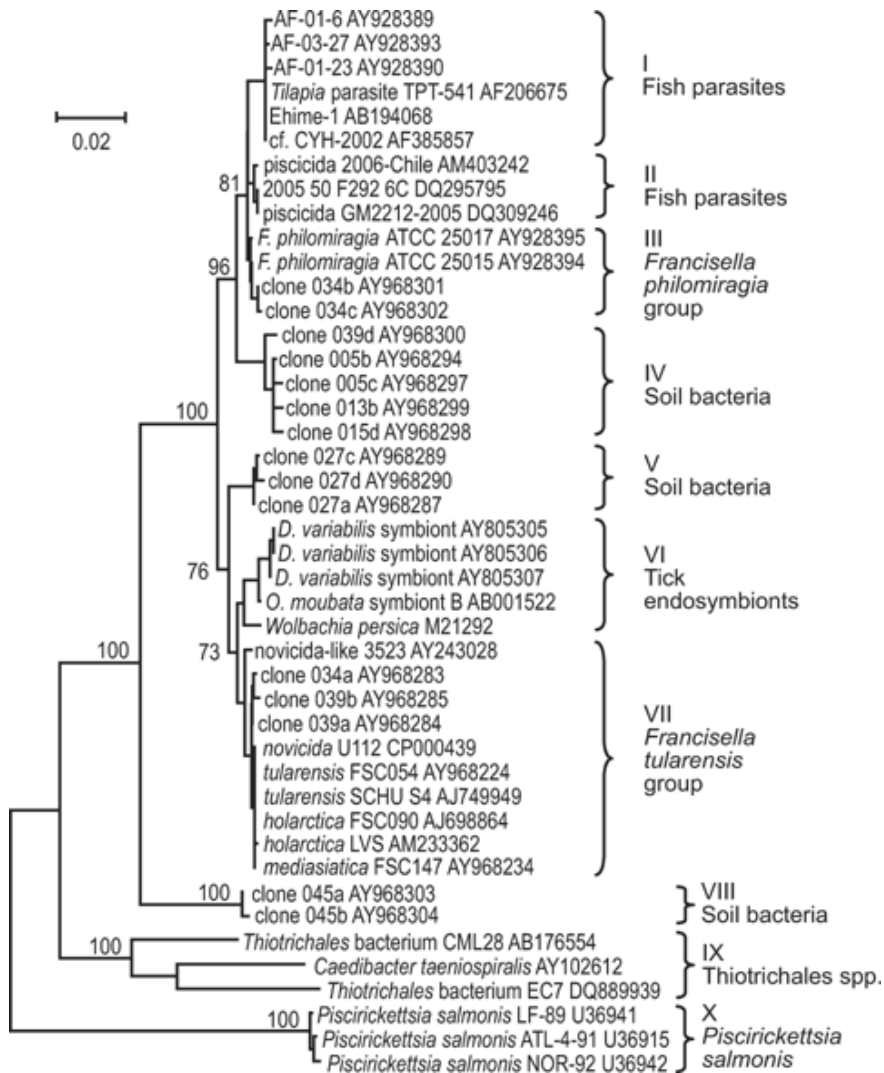 AF-01-6 AY928389
AF-03-27 AY928393
AF-01-23 AY928390
Tilapia parasite TPT-541 AF206675
Ehime-1 AB194068
cf. CYH-2002 AF385857
I
Fish parasites
0.02
piscicida 2006-Chile AM403242
2005 50 F292 6C DQ295795
piscicida GM2212-2005 DQ309246
II
Fish parasites
81
F. philomiragia ATCC 25017 AY928395
F. philomiragia ATCC 25015 AY928394
clone 034b AY968301
clone 034c AY968302
III
Francisella
philomiragia
group
96
clone 039d AY968300
clone 005b AY968294
clone 005c AY968297
clone 013b AY968299
clone 015d AY968298
IV
Soil bacteria
100
clone 027c AY968289
clone 027d AY968290
clone 027a AY968287
V
Soil bacteria
76
D. variabilis symbiont AY805305
D. variabilis symbiont AY805306
D. variabilis symbiont AY805307
O. moubata symbiont B AB001522
Wolbachia persica M21292
VI
Tick
endosymbionts
100
73
novicida-like 3523 AY243028
clone 034a AY968283
clone 039b AY968285
clone 039a AY968284
novicida U112 CP000439
tularensis FSC054 AY968224
tularensis SCHU S4 AJ749949
holarctica FSC090 AJ698864
holarctica LVS AM233362
mediasiatica FSC147 AY968234
VII
Francisella
tularensis
group
100
clone 045a AY968303
clone 045b AY968304
VIII
Soil bacteria
100
Thiotrichales bacterium CML28 AB176554
Caedibacter taeniospiralis AY102612
Thiotrichales bacterium EC7 DQ889939
IX
Thiotrichales spp.
100
Piscirickettsia salmonis LF-89 U36941
Piscirickettsia salmonis ATL-4-91 U36915
Piscirickettsia salmonis NOR-92 U36942
X
Piscirickettsia
salmonis